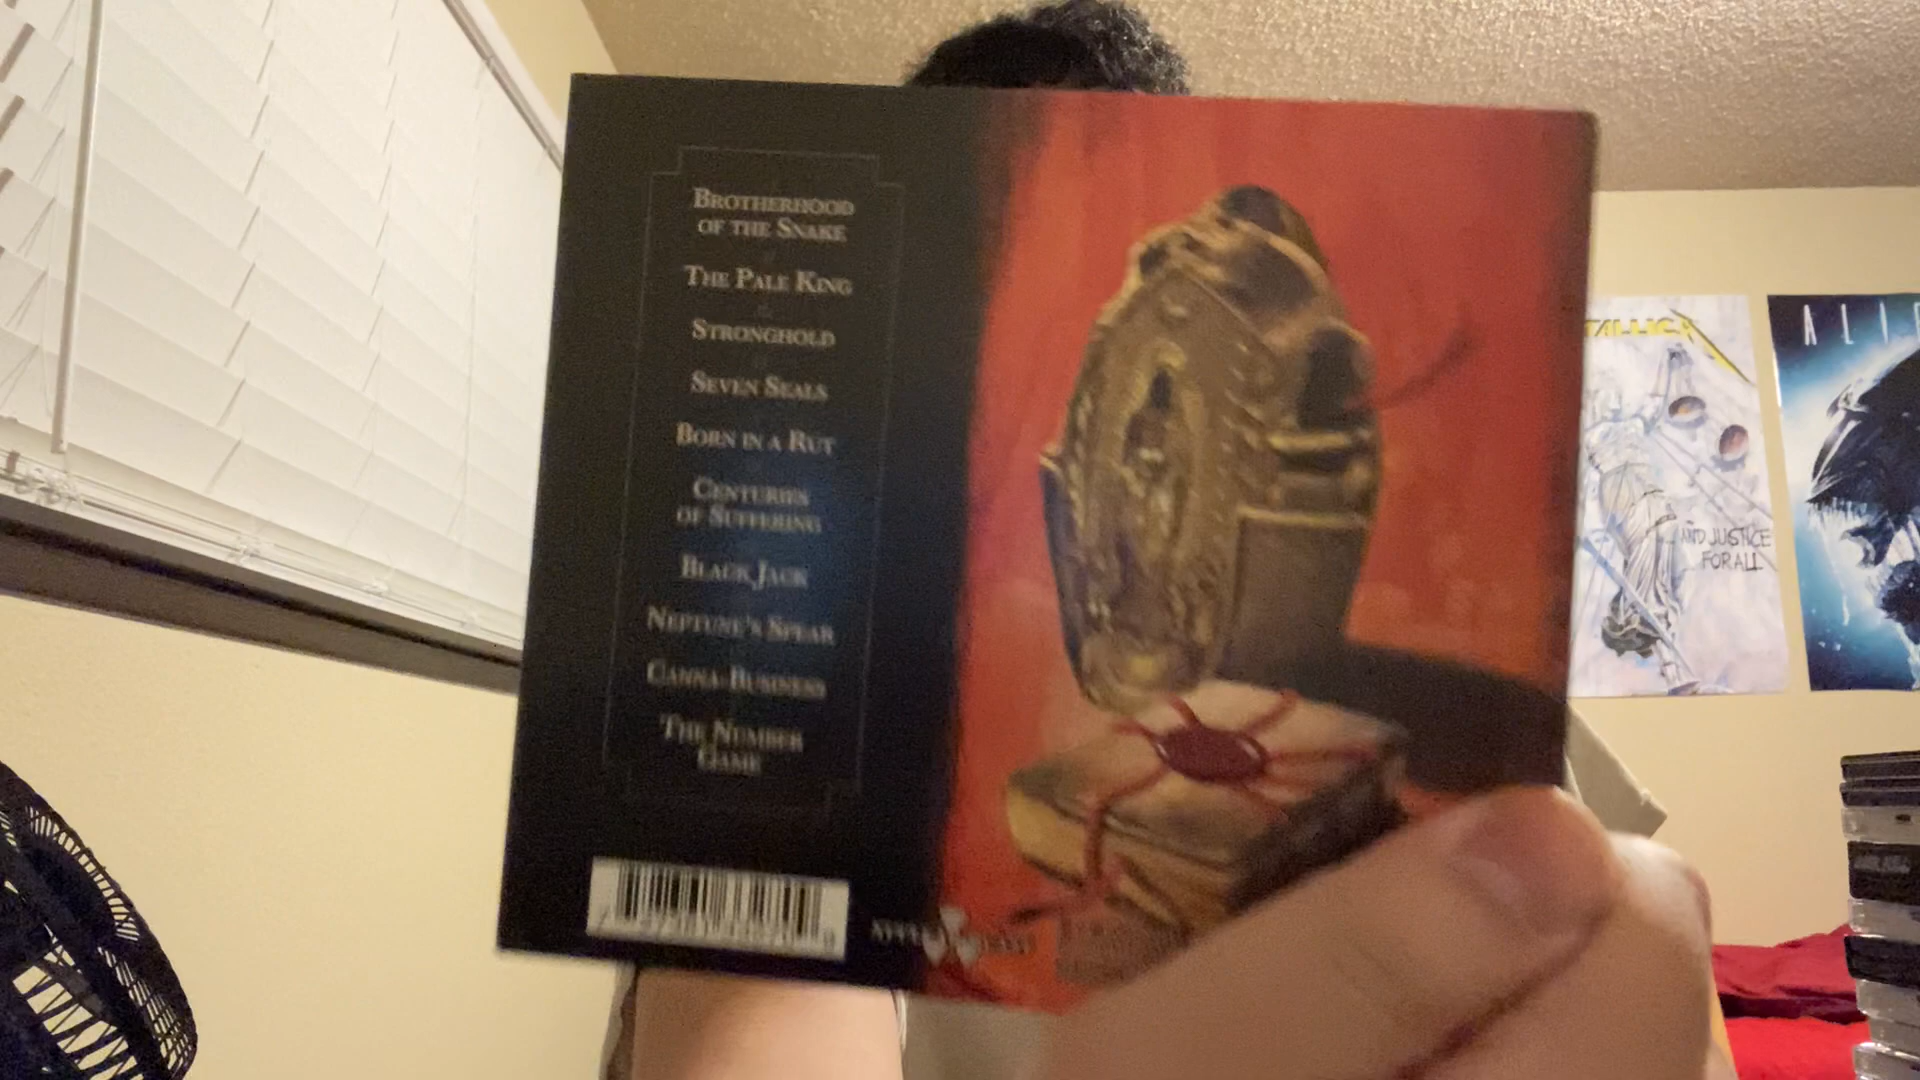 BROTHERHOOD
OF THE SNAKE
THE PALE KING
STRONGHOLD
SEVEN SEALS
BORN IN A RUT
CENTURIES
OF SUFFERING
BLACK JACK
NEPTUNE'S SPEAR
CANNA-BUSINESS
THE NUMBER
GAME
TALLICA
AND JUSTICE
FOR ALL
ALIE